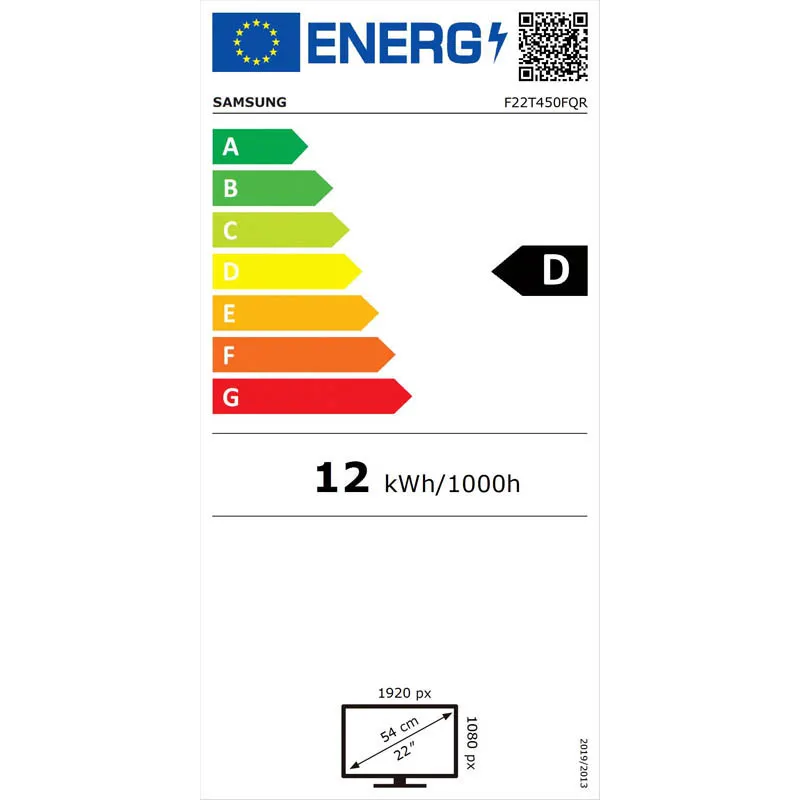 ENERG
SAMSUNG F22T450FQR
A
B
C
D D
E
F
G
12 kWh/1000h
1920 px
54 cm
22"
1080 px
2019/2013